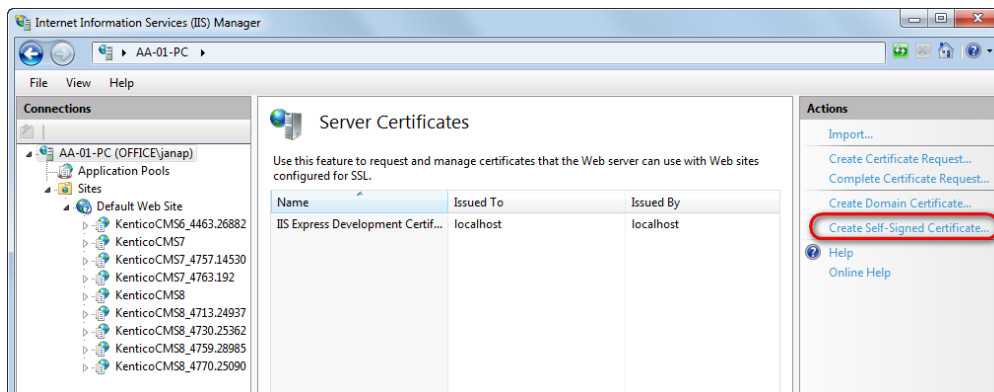 Internet Information Services (IIS) Manager
AA-01-PC
File View Help
Connections
AA-01-PC (OFFICE\janap)
Application Pools
Sites
Default Web Site
KenticoCMS6_4463.26882
KenticoCMS7
KenticoCMS7_4757.14530
KenticoCMS7_4763.192
KenticoCMS8
KenticoCMS8_4713.24937
KenticoCMS8_4730.25362
KenticoCMS8_4759.28985
KenticoCMS8_4770.25090
Server Certificates
Use this feature to request and manage certificates that the Web server can use with Web sites
configured for SSL.
Name Issued To Issued By
IIS Express Development Certif... localhost localhost
Actions
Import...
Create Certificate Request...
Complete Certificate Request...
Create Domain Certificate...
Create Self-Signed Certificate...
Help
Online Help